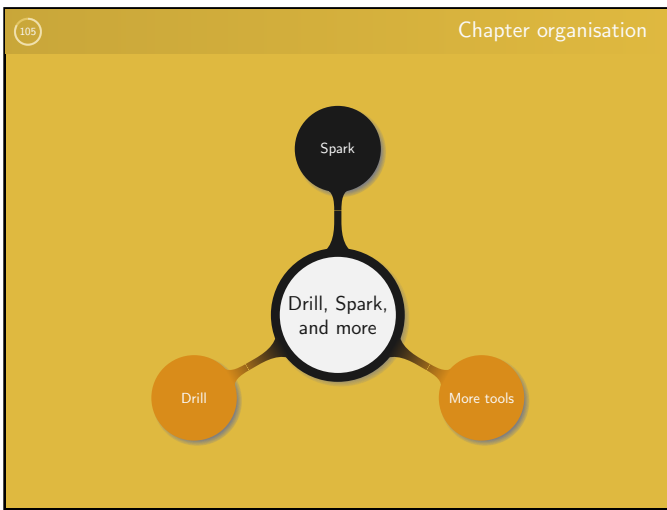 105
Chapter organisation
Spark
Drill, Spark,
and more
Drill
More tools